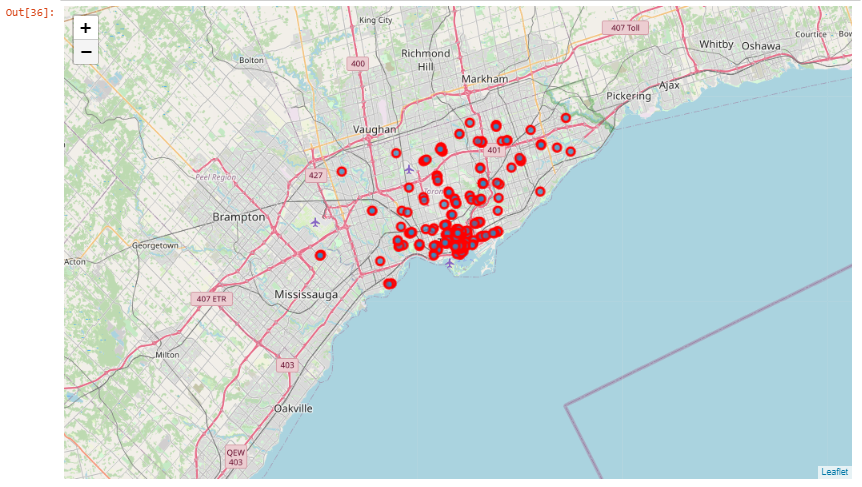 Out[36]:
+
−
King City
407 Toll
Courtice
Whitby
Oshawa
Richmond
Hill
Bolton
400
Markham
Ajax
Pickering
Vaughan
401
427
Peel Region
Brampton
Georgetown
Acton
Mississauga
407 ETR
Milton
403
Oakville
QEW
403
Leaflet